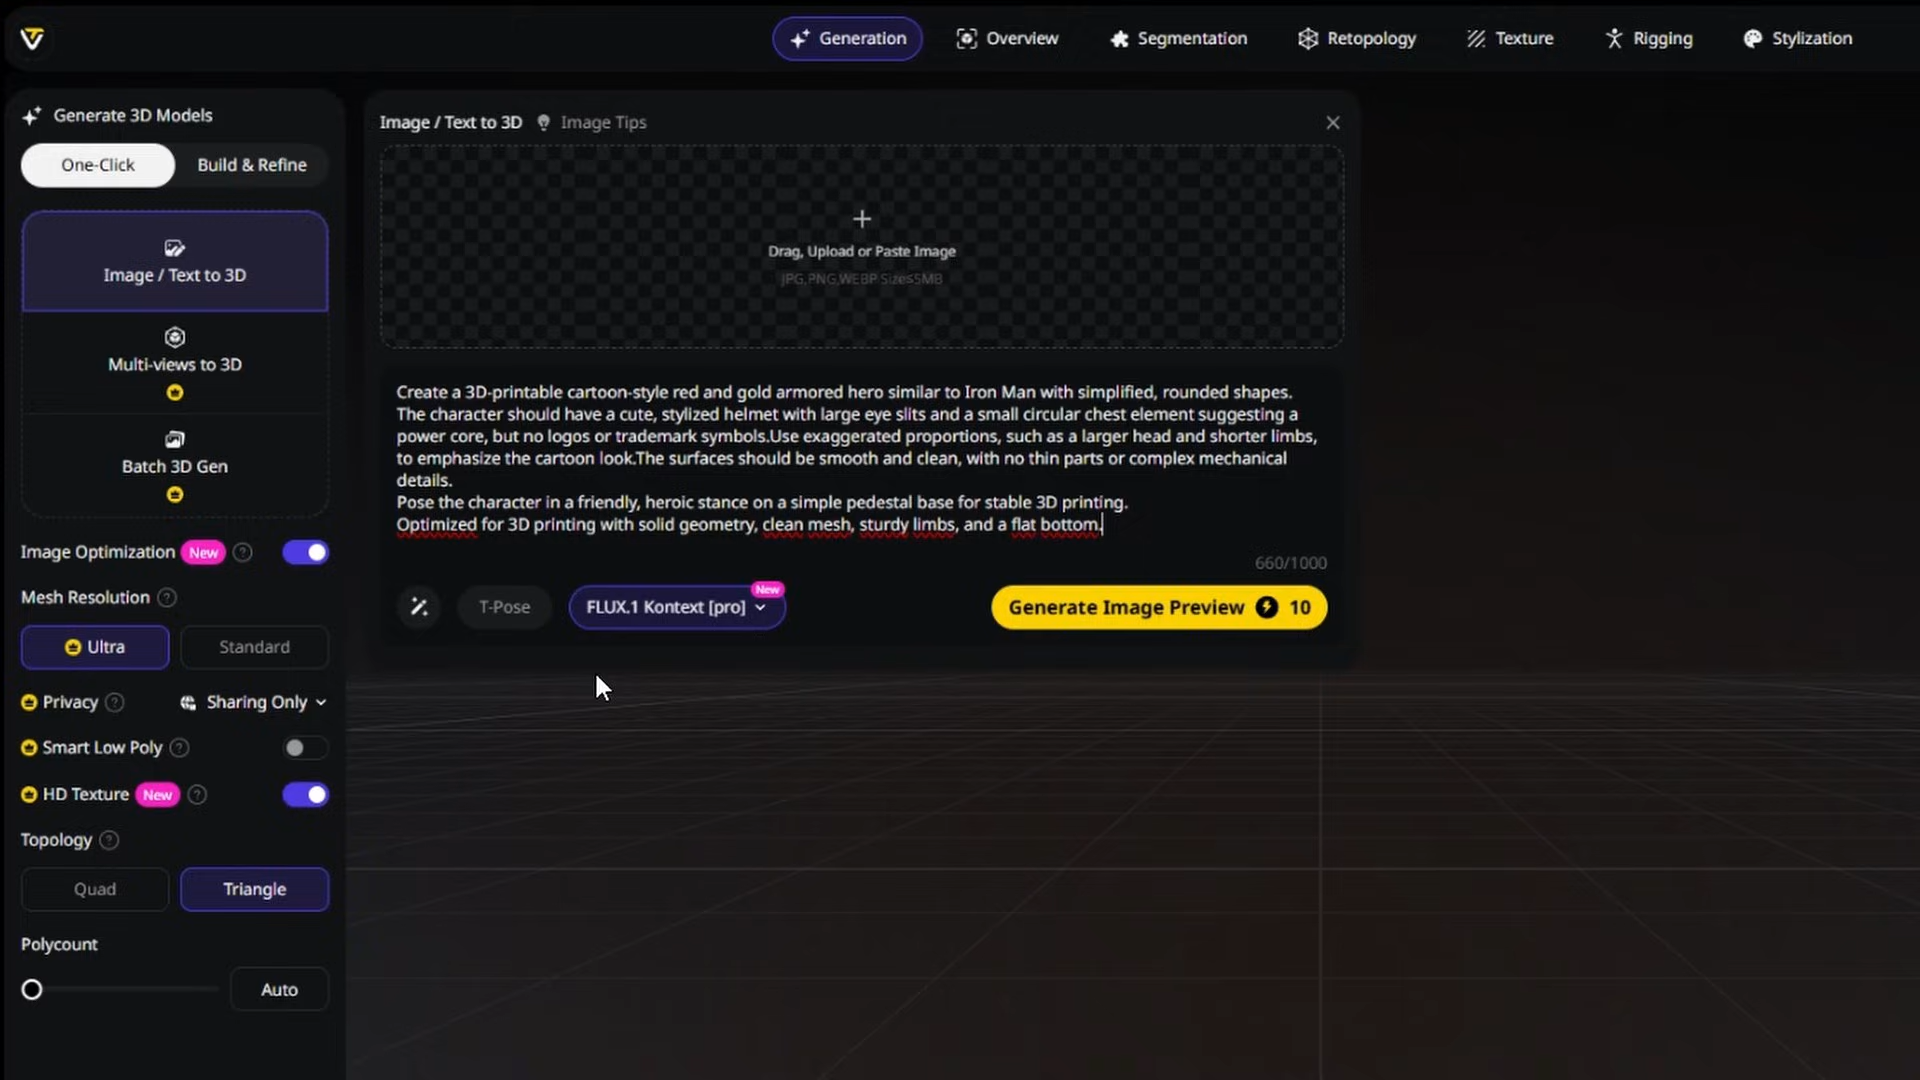 Generation
Overview
Segmentation
Retopology
Texture
Rigging
Stylization
Generate 3D Models
One-Click
Build & Refine
Image / Text to 3D
Multi-views to 3D
Batch 3D Gen
Image Optimization New ?
Mesh Resolution ?
Ultra
Standard
Privacy ? Sharing Only
Smart Low Poly ?
HD Texture New ?
Topology ?
Quad
Triangle
Polycount
Auto
Image / Text to 3D Image Tips
Drag, Upload or Paste Image
JPG,PNG,WEBP Size≤5MB
Create a 3D-printable cartoon-style red and gold armored hero similar to Iron Man with simplified, rounded shapes.
The character should have a cute, stylized helmet with large eye slits and a small circular chest element suggesting a
power core, but no logos or trademark symbols.Use exaggerated proportions, such as a larger head and shorter limbs,
to emphasize the cartoon look.The surfaces should be smooth and clean, with no thin parts or complex mechanical
details.
Pose the character in a friendly, heroic stance on a simple pedestal base for stable 3D printing.
Optimized for 3D printing with solid geometry, clean mesh, sturdy limbs, and a flat bottom.
660/1000
T-Pose
FLUX.1 Kontext [pro]
New
Generate Image Preview 10